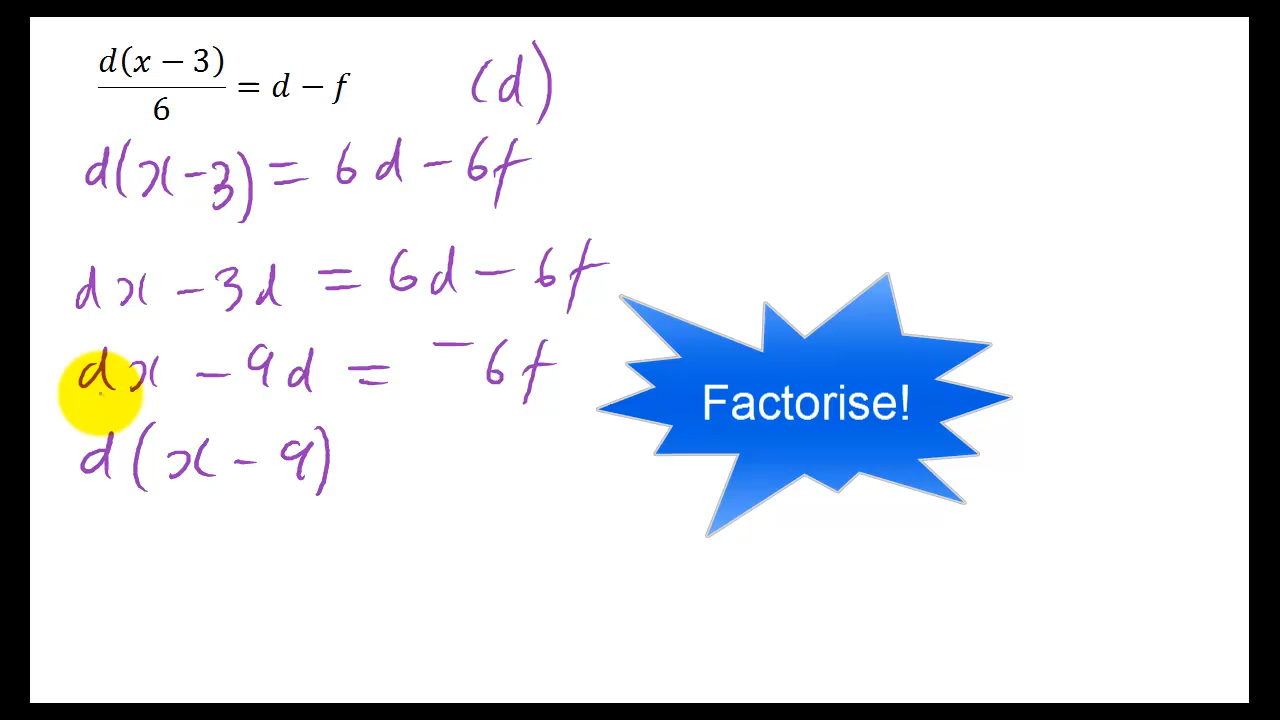 d(x − 3)/6 = d − f (d)
d(x − 3) = 6d − 6f
dx − 3d = 6d − 6f
dx − 9d = ⁻6f
d(x − 9)
Factorise!